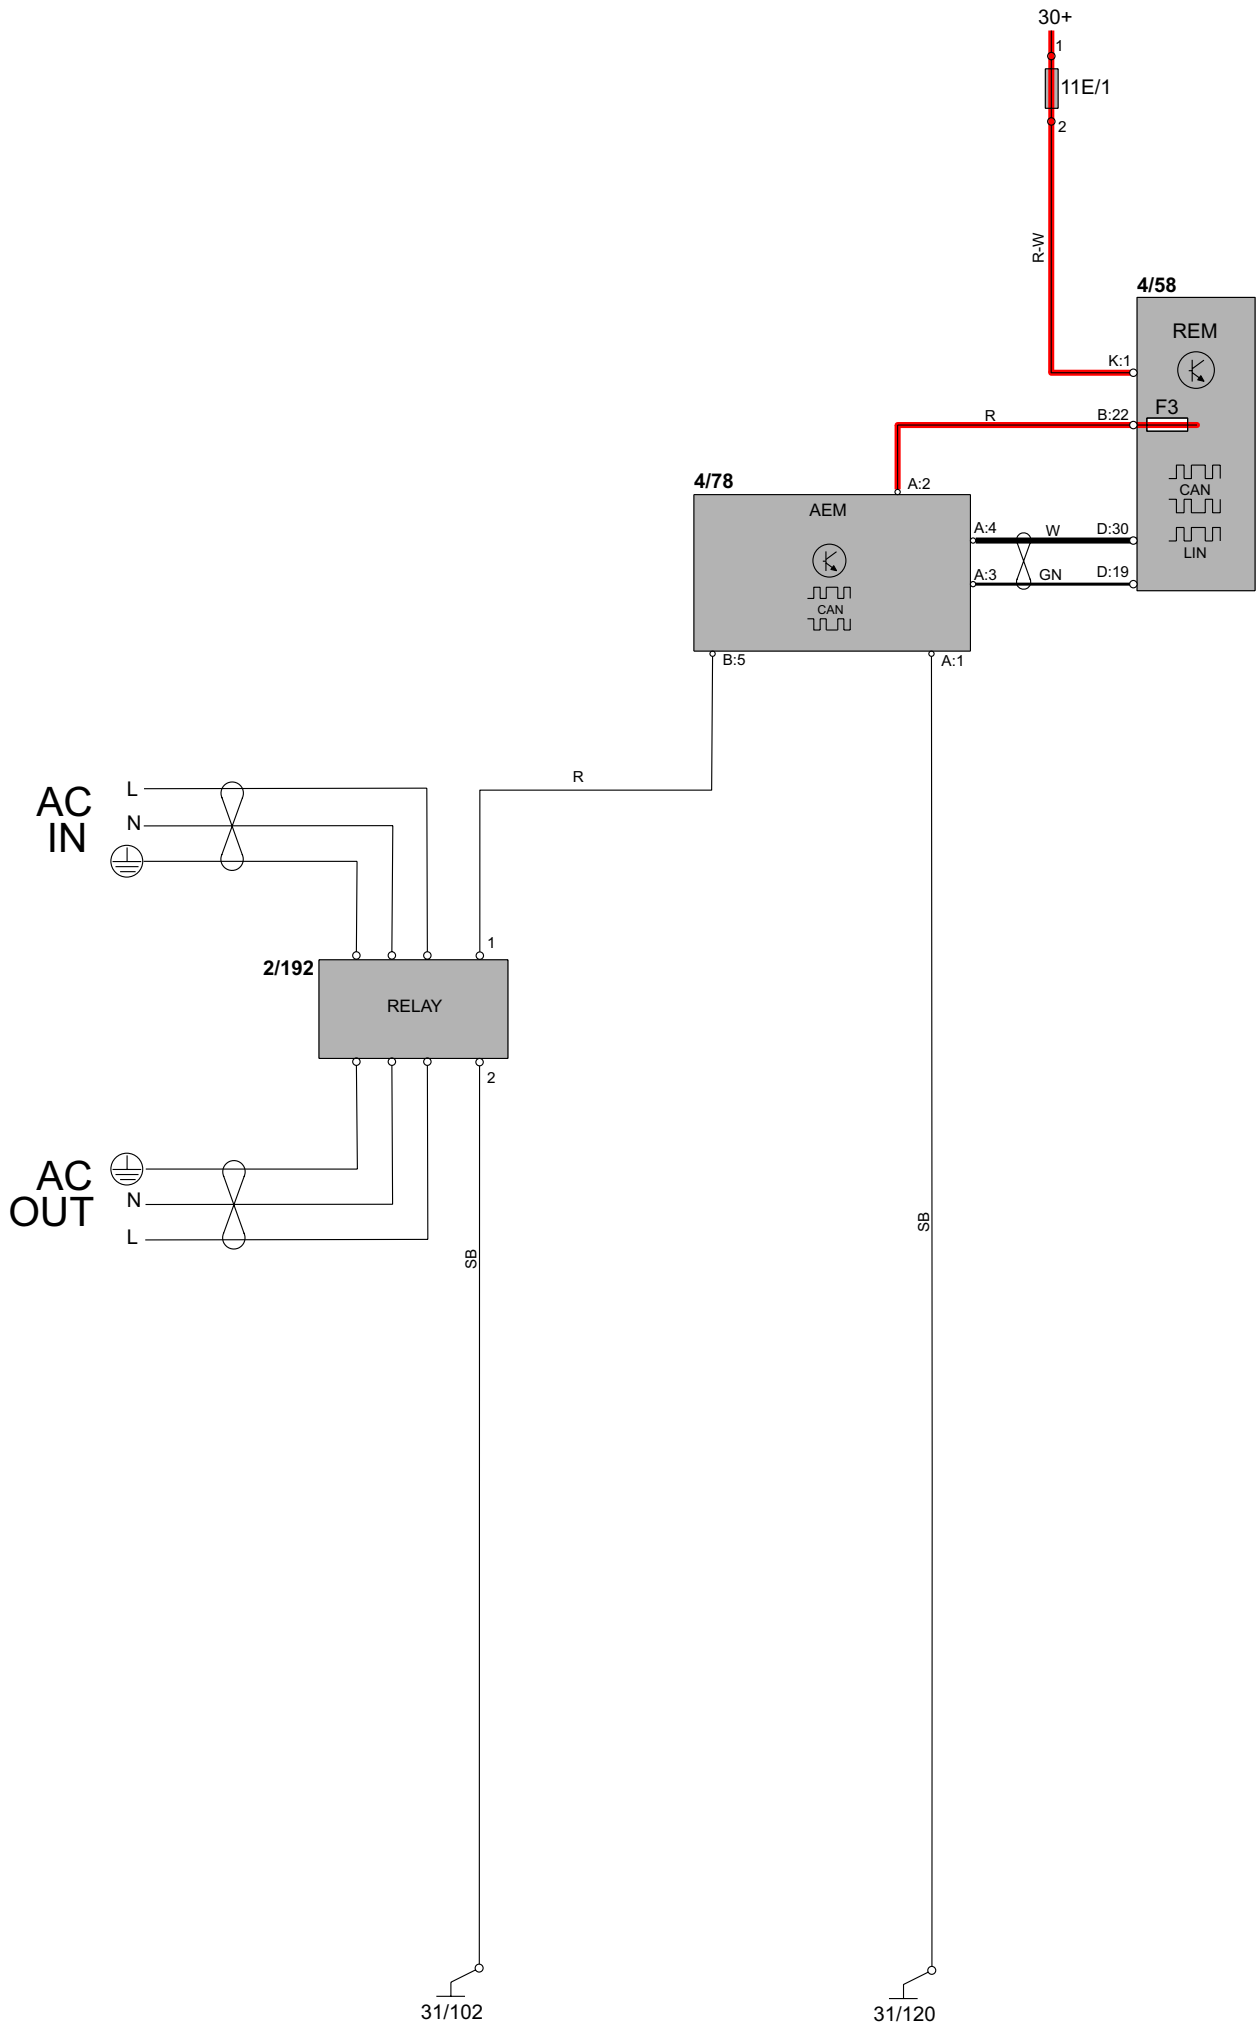 30+
1
11E/1
2
R-W
4/58
REM
K:1
F3
R
B:22
4/78
A:2
CAN
AEM
A:4
W
D:30
LIN
A:3
GN
D:19
CAN
B:5
A:1
R
AC
IN
L
N
1
2/192
RELAY
2
AC
OUT
N
L
SB
SB
31/102
31/120